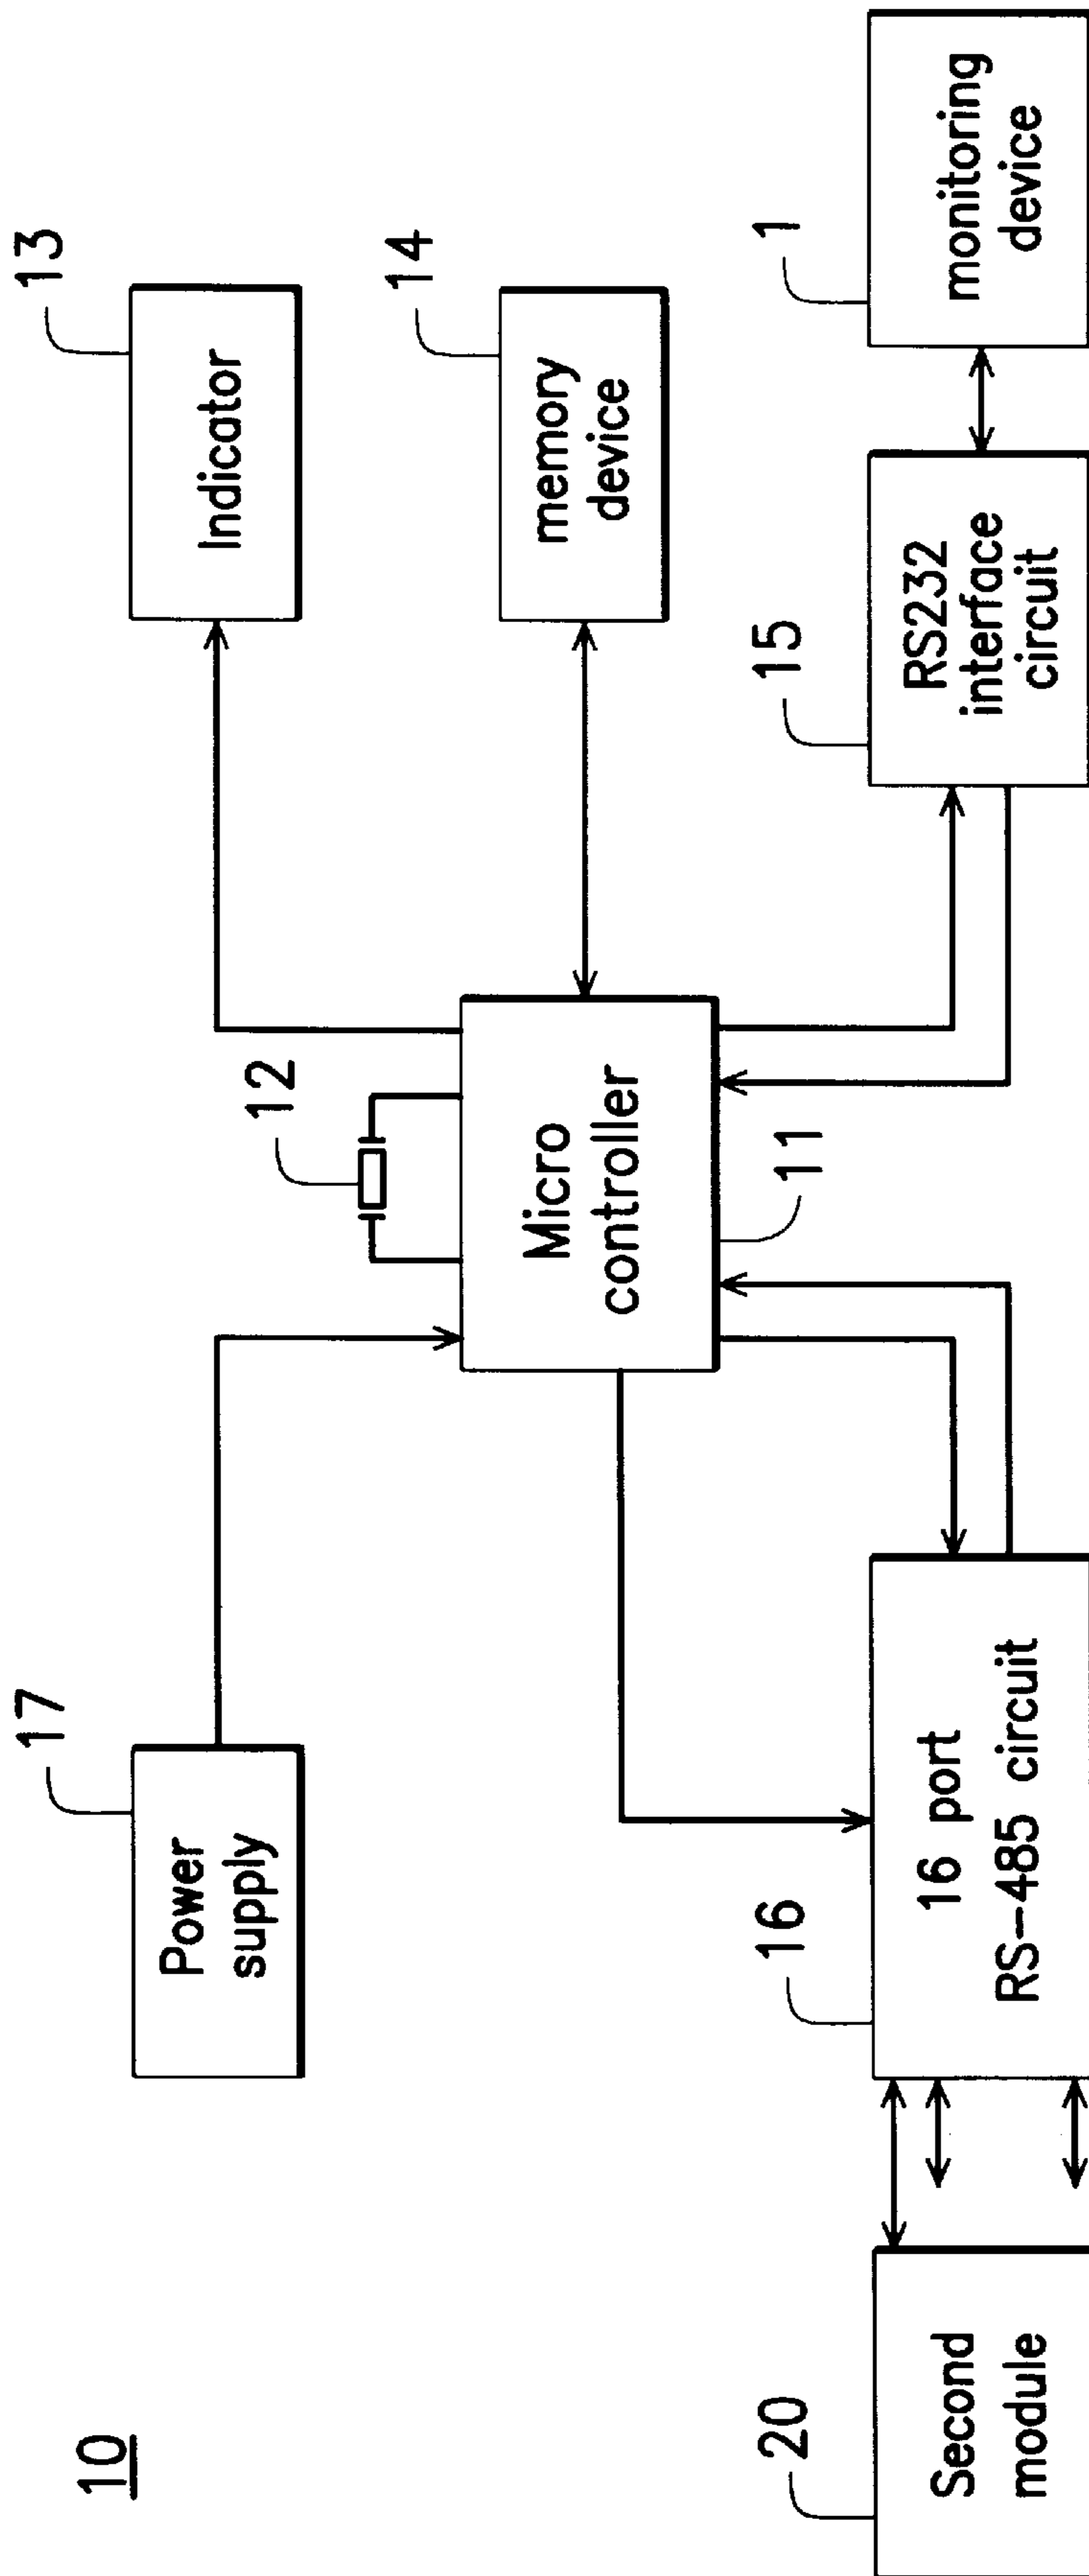 10
17
Power
supply
12
13
Indicator
Micro
controller
11
14
memory
device
20
Second
module
16
16 port
RS-485 circuit
15
RS232
interface
circuit
1
monitoring
device